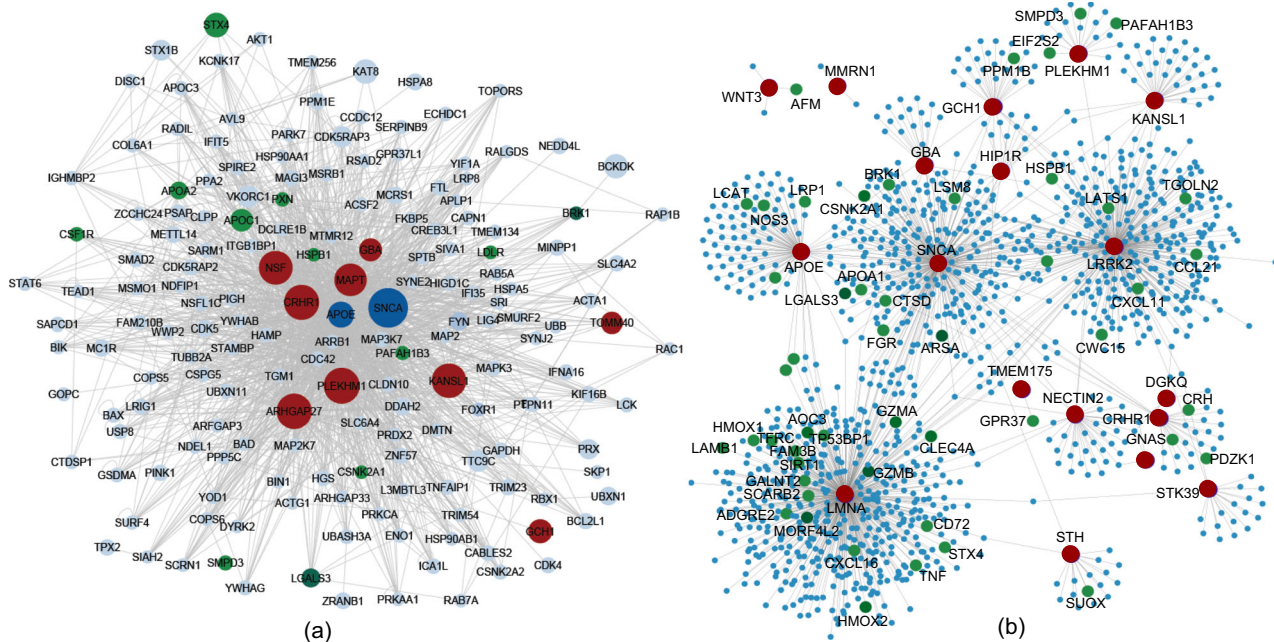 STX4
AKT1
STX1B
KCNK17
TMEM256
KAT8
DISC1
APOC3
HSPA8
TOPORS
PPM1E
ECHDC1
AVL9
CCDC12
RADIL
PARK7
CDK5RAP3
SERPINB9
COL6A1
IFIT5
NEDD4L
HSP90AA1
RSAD2
GPR37L1
RALGDS
SPIRE2
YIF1A
BCKDK
IGHMBP2
PPA2
MAGI3
MSRB1
LRP8
APOA2
VKORC1
PXN
MCRS1
FTL
ACSF2
APLP1
ZCCHC24
PSAP
CLPP
APOC1
FKBP5
CAPN1
BRK1
RAP1B
CSF1R
DCLRE1B
CREB3L1
METTL14
MTMR12
TMEM134
SARM1
ITGB1BP1
GBA
SIVA1
LDLR
MINPP1
HSPB1
SPTB
SMAD2
NSF
SLC4A2
CDK5RAP2
MAPT
RAB5A
STAT6
MSMO1
NDFIP1
SYNE2
HIGD1C
HSPA5
TEAD1
PIGH
IFI35
NSF1L0
CRHR1
SNCA
SRI
ACTA1
SAPCD1
FAM210B
YWHAB
APOE
FYN
LIG4
SMURF2
TOMM40
WWP2
CDK5
HAMP
UBB
MAP2
BIK
MC1R
STAMBP
ARRB1
MAP3K7
SYNJ2
TUBB2A
PAFAH1B3
RAC1
CDC42
COPS5
CSPG5
MAPK3
IFNA16
TGM1
CLDN10
GOPC
UBXN11
PLEKHM1
KANSL1
KIF16B
LRIG1
DDAH2
PTPN11
LCK
BAX
FOXR1
ARHGAP27
USP8
ARFGAP3
SLC6A4
DMTN
NDEL1
BAD
PRDX2
CTDSP1
MAP2K7
GAPDH
PRX
PPP5C
ZNF57
GSDMA
PINK1
CSNK2A1
TTC9C
SKP1
BIN1
HGS
L3MBTL3
YOD1
TNFAIP1
TRIM23
ACTG1
ARHGAP33
RBX1
UBXN1
SURF4
COPS6
PRKCA
TRIM54
DYRK2
BCL2L1
UBASH3A
ENO1
HSP90AB1
GCH1
TPX2
SIAH2
CABLES2
SCRN1
SMPD3
ICA1L
CDK4
YWHAG
LGALS3
CSNK2A2
ZRANB1
PRKAA1
RAB7A
(a)
SMPD3
PAFAH1B3
EIF2S2
PPM1B
PLEKHM1
MMRN1
WNT3
AFM
GCH1
KANSL1
GBA
HIP1R
HSPB1
BRK1
LCAT
LRP1
LSM8
TGOLN2
CSNK2A1
LATS1
NOS3
SNCA
APOE
APOA1
LRRK2
CCL21
LGALS3
CTSD
CXCL11
FGR
ARSA
CWC15
TMEM175
DGKQ
NECTIN2
CRH
GZMA
AOC3
GPR37
CRHR1
HMOX1
TFRC
TP53BP1
GNAS
LAMB1
FAM3B
CLEC4A
SIRT1
GZMB
PDZK1
GALNT2
SCARB2
LMNA
STK39
ADGRE2
MORF4L2
CD72
STH
STX4
CXCL16
TNF
SUOX
HMOX2
(b)